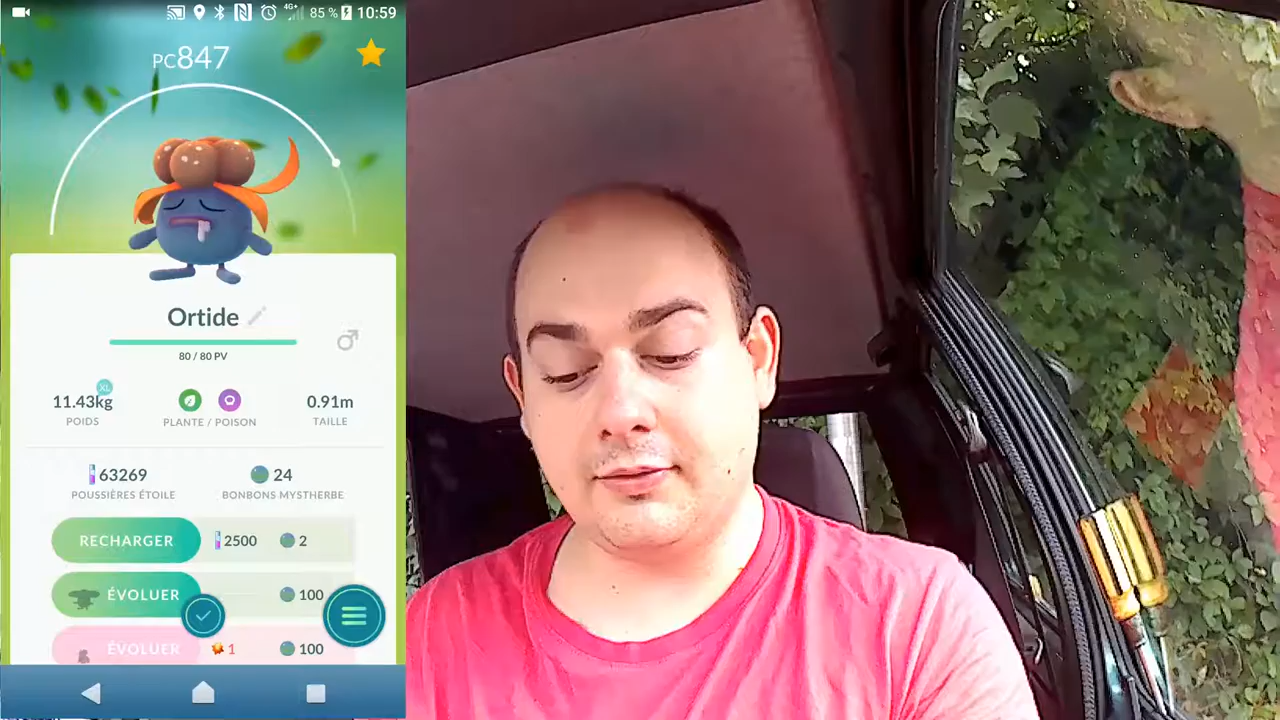 4G+ 85 % 10:59
PC847
Ortide
80 / 80 PV
XL
11.43kg
POIDS
PLANTE / POISON
0.91m
TAILLE
63269
POUSSIÈRES ÉTOILE
24
BONBONS MYSTHERBE
RECHARGER 2500 2
ÉVOLUER 100
ÉVOLUER 1 100